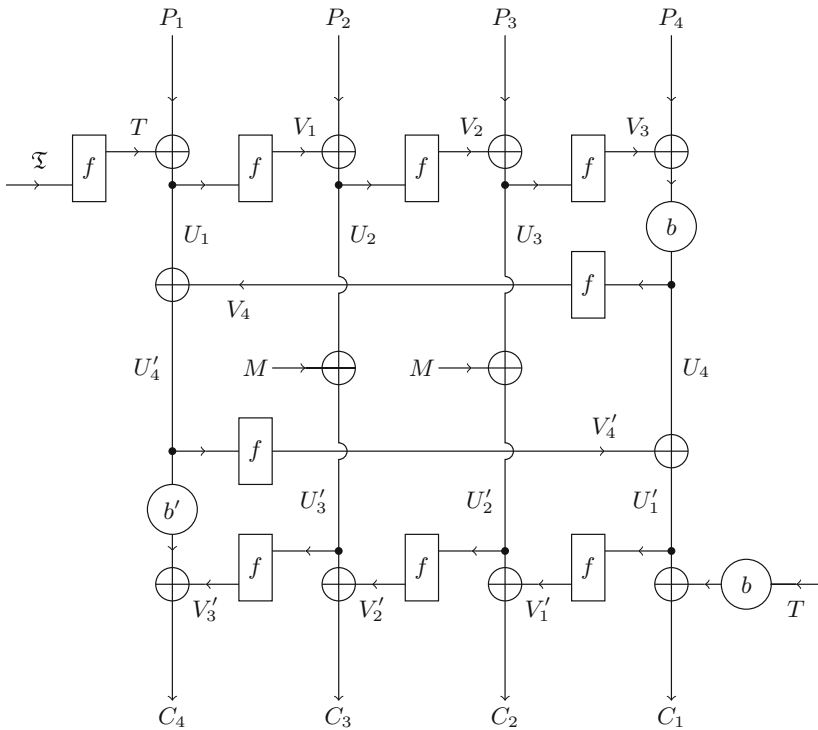 P₁ P₂ P₃ P₄
𝔗 f T f V₁ f V₂ f V₃
b
U₁ U₂ U₃
f
V₄
U₄′ M M U₄
f V₄′
b′ U₃′ U₂′ U₁′
f f f b
V₃′ V₂′ V₁′ T
C₄ C₃ C₂ C₁